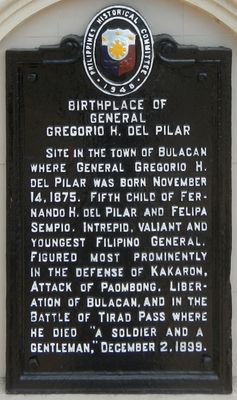 PHILIPPINES HISTORICAL COMMITTEE
1948
BIRTHPLACE OF
GENERAL
GREGORIO H. DEL PILAR
SITE IN THE TOWN OF BULACAN
WHERE GENERAL GREGORIO H.
DEL PILAR WAS BORN NOVEMBER
14, 1875. FIFTH CHILD OF FER-
NANDO H. DEL PILAR AND FELIPA
SEMPIO. INTREPID, VALIANT AND
YOUNGEST FILIPINO GENERAL.
FIGURED MOST PROMINENTLY
IN THE DEFENSE OF KAKARON,
ATTACK OF PAOMBONG, LIBER-
ATION OF BULACAN, AND IN THE
BATTLE OF TIRAD PASS WHERE
HE DIED "A SOLDIER AND A
GENTLEMAN," DECEMBER 2, 1899.